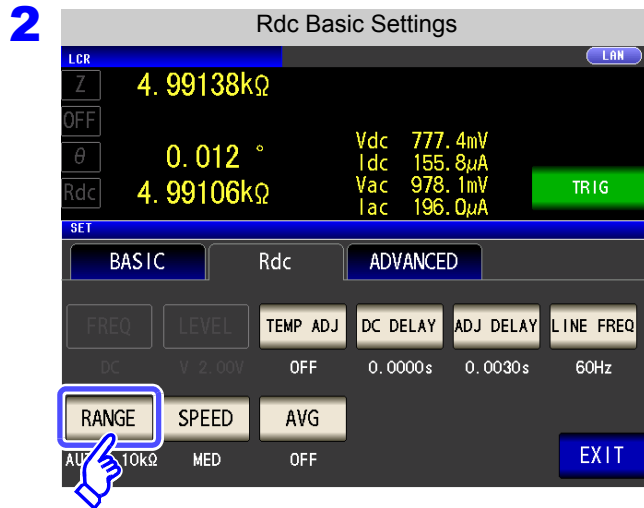 2
Rdc Basic Settings
LCR
LAN
Z 4.99138kΩ
OFF
θ 0.012 °
Rdc 4.99106kΩ
Vdc 777.4mV
Idc 155.8μA
Vac 978.1mV
Iac 196.0μA
TRIG
SET
BASIC Rdc ADVANCED
FREQ LEVEL TEMP ADJ DC DELAY ADJ DELAY LINE FREQ
DC V 2.00V OFF 0.0000s 0.0030s 60Hz
RANGE SPEED AVG
10kΩ MED OFF
EXIT